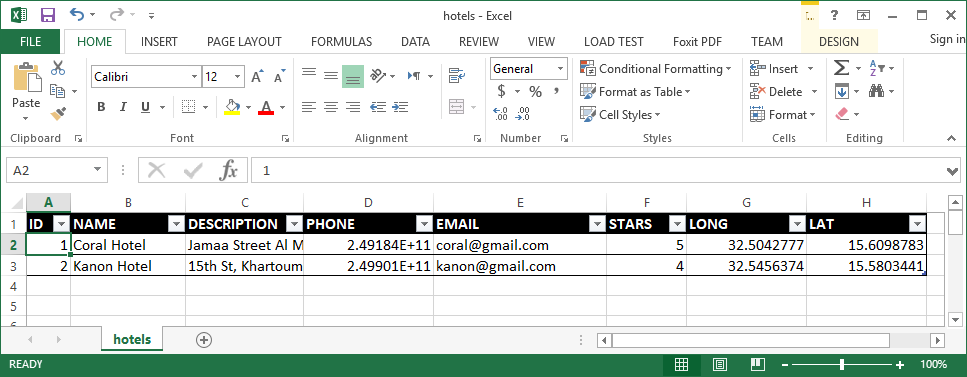 hotels - Excel
FILE HOME INSERT PAGE LAYOUT FORMULAS DATA REVIEW VIEW LOAD TEST Foxit PDF TEAM DESIGN Sign in
Paste
Calibri 12
B I U
General
$ % ,
Conditional Formatting
Format as Table
Cell Styles
Insert
Delete
Format
Clipboard Font Alignment Number Styles Cells Editing
A2 fx 1
A B C D E F G H
1 ID NAME DESCRIPTION PHONE EMAIL STARS LONG LAT
2 1 Coral Hotel Jamaa Street Al M 2.49184E+11 coral@gmail.com 5 32.5042777 15.6098783
3 2 Kanon Hotel 15th St, Khartoum 2.49901E+11 kanon@gmail.com 4 32.5456374 15.5803441
4
5
6
hotels
READY 100%